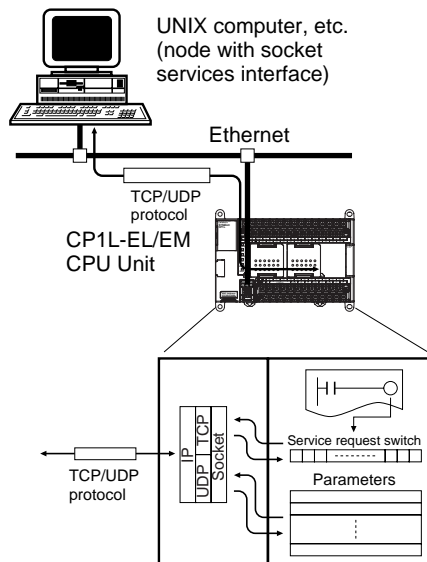 UNIX computer, etc.
(node with socket
services interface)
Ethernet
TCP/UDP
protocol
CP1L-EL/EM
CPU Unit
IP
UDP
TCP
Socket
Service request switch
Parameters
TCP/UDP
protocol